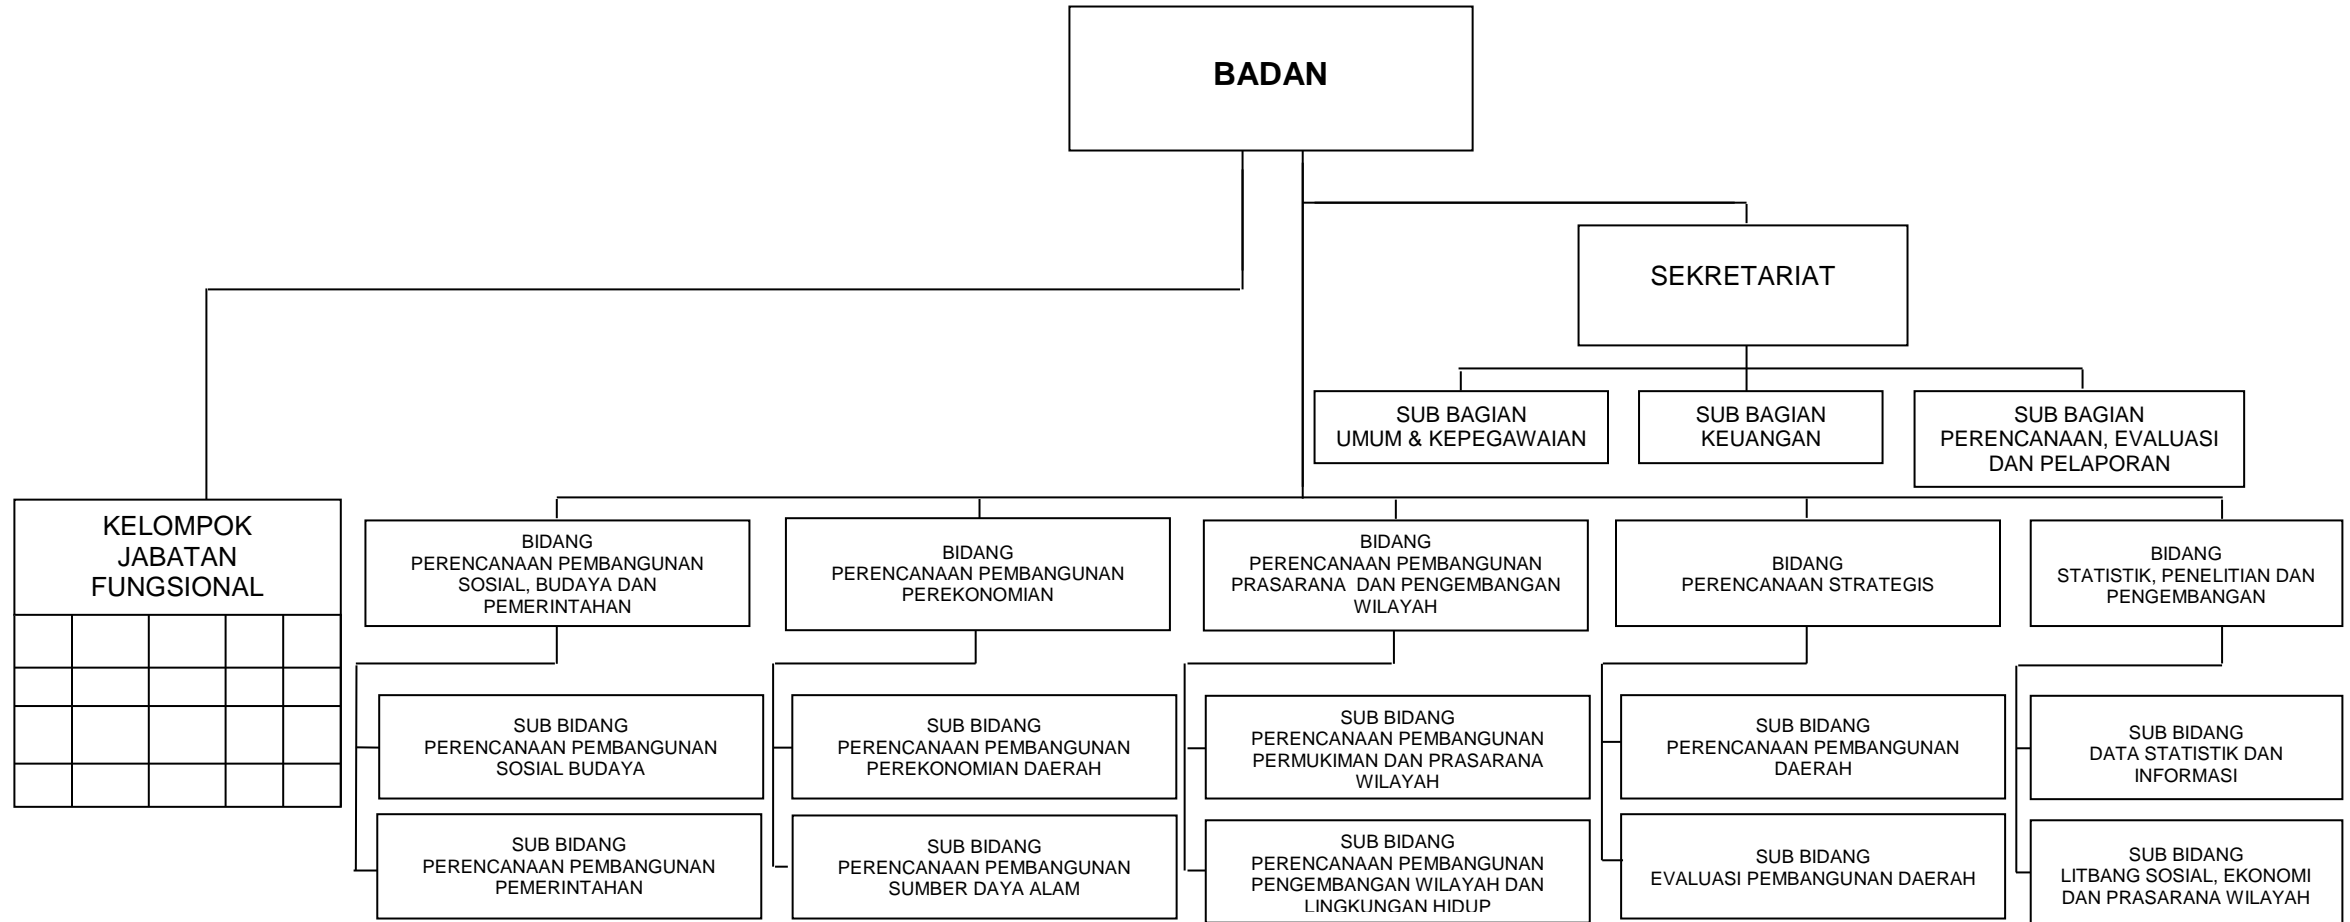 BADAN
SEKRETARIAT
SUB BAGIAN
UMUM & KEPEGAWAIAN
SUB BAGIAN
KEUANGAN
SUB BAGIAN
PERENCANAAN, EVALUASI
DAN PELAPORAN
KELOMPOK
JABATAN
FUNGSIONAL
BIDANG
PERENCANAAN PEMBANGUNAN
SOSIAL, BUDAYA DAN
PEMERINTAHAN
BIDANG
PERENCANAAN PEMBANGUNAN
PEREKONOMIAN
BIDANG
PERENCANAAN PEMBANGUNAN
PRASARANA DAN PENGEMBANGAN
WILAYAH
BIDANG
PERENCANAAN STRATEGIS
BIDANG
STATISTIK, PENELITIAN DAN
PENGEMBANGAN
SUB BIDANG
PERENCANAAN PEMBANGUNAN
SOSIAL BUDAYA
SUB BIDANG
PERENCANAAN PEMBANGUNAN
PEREKONOMIAN DAERAH
SUB BIDANG
PERENCANAAN PEMBANGUNAN
PERMUKIMAN DAN PRASARANA
WILAYAH
SUB BIDANG
PERENCANAAN PEMBANGUNAN
DAERAH
SUB BIDANG
DATA STATISTIK DAN
INFORMASI
SUB BIDANG
PERENCANAAN PEMBANGUNAN
PEMERINTAHAN
SUB BIDANG
PERENCANAAN PEMBANGUNAN
SUMBER DAYA ALAM
SUB BIDANG
PERENCANAAN PEMBANGUNAN
PENGEMBANGAN WILAYAH DAN
LINGKUNGAN HIDUP
SUB BIDANG
EVALUASI PEMBANGUNAN DAERAH
SUB BIDANG
LITBANG SOSIAL, EKONOMI
DAN PRASARANA WILAYAH